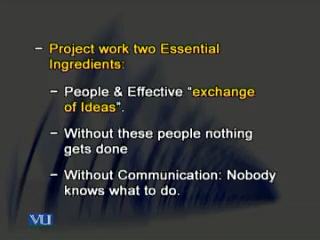 – Project work two Essential
Ingredients:
– People & Effective “exchange
of Ideas”.
– Without these people nothing
gets done
– Without Communication: Nobody
knows what to do.
VU